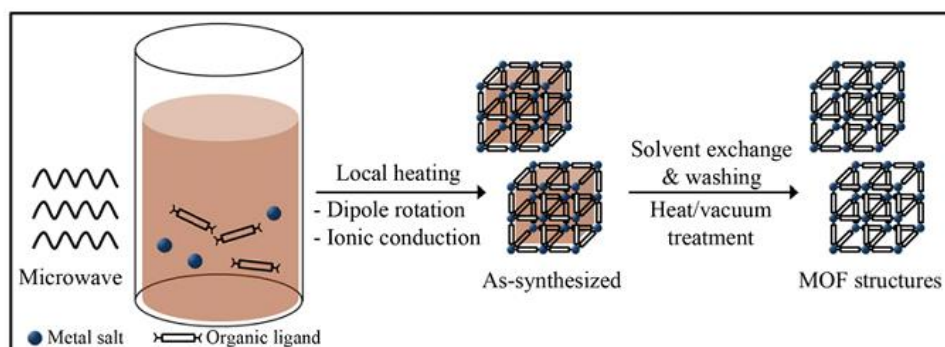 Microwave
Metal salt
Organic ligand
Local heating
- Dipole rotation
- Ionic conduction
As-synthesized
Solvent exchange
& washing
Heat/vacuum
treatment
MOF structures